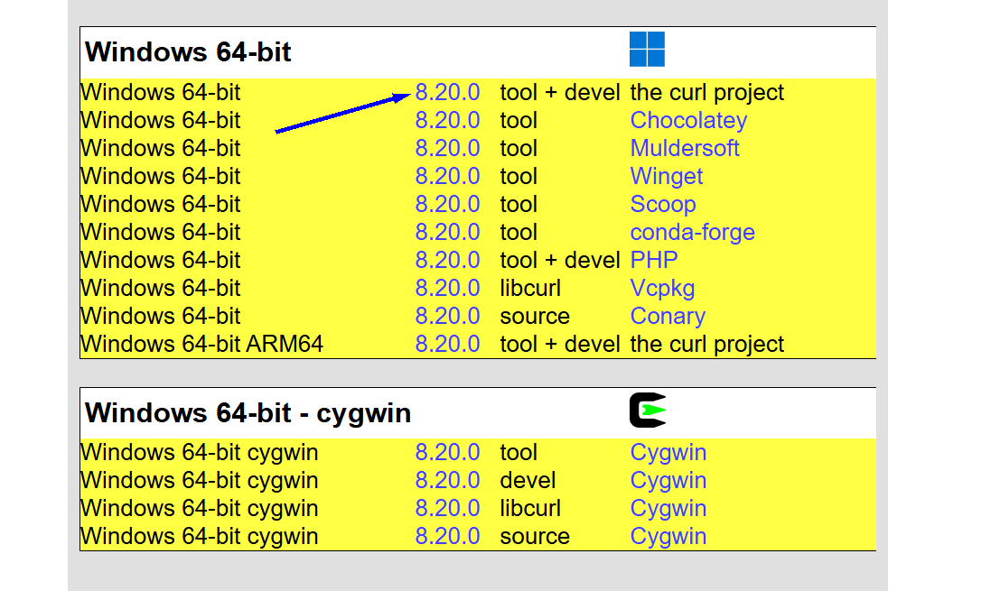 Windows 64-bit
Windows 64-bit 8.20.0 tool + devel the curl project
Windows 64-bit 8.20.0 tool Chocolatey
Windows 64-bit 8.20.0 tool Muldersoft
Windows 64-bit 8.20.0 tool Winget
Windows 64-bit 8.20.0 tool Scoop
Windows 64-bit 8.20.0 tool conda-forge
Windows 64-bit 8.20.0 tool + devel PHP
Windows 64-bit 8.20.0 libcurl Vcpkg
Windows 64-bit 8.20.0 source Conary
Windows 64-bit ARM64 8.20.0 tool + devel the curl project
Windows 64-bit - cygwin
Windows 64-bit cygwin 8.20.0 tool Cygwin
Windows 64-bit cygwin 8.20.0 devel Cygwin
Windows 64-bit cygwin 8.20.0 libcurl Cygwin
Windows 64-bit cygwin 8.20.0 source Cygwin